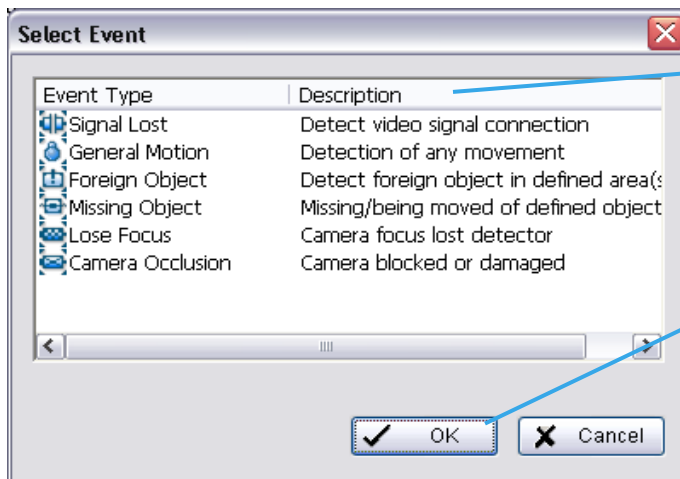 Select Event
Event Type Description
Signal Lost Detect video signal connection
General Motion Detection of any movement
Foreign Object Detect foreign object in defined area(s
Missing Object Missing/being moved of defined object
Lose Focus Camera focus lost detector
Camera Occlusion Camera blocked or damaged
OK Cancel